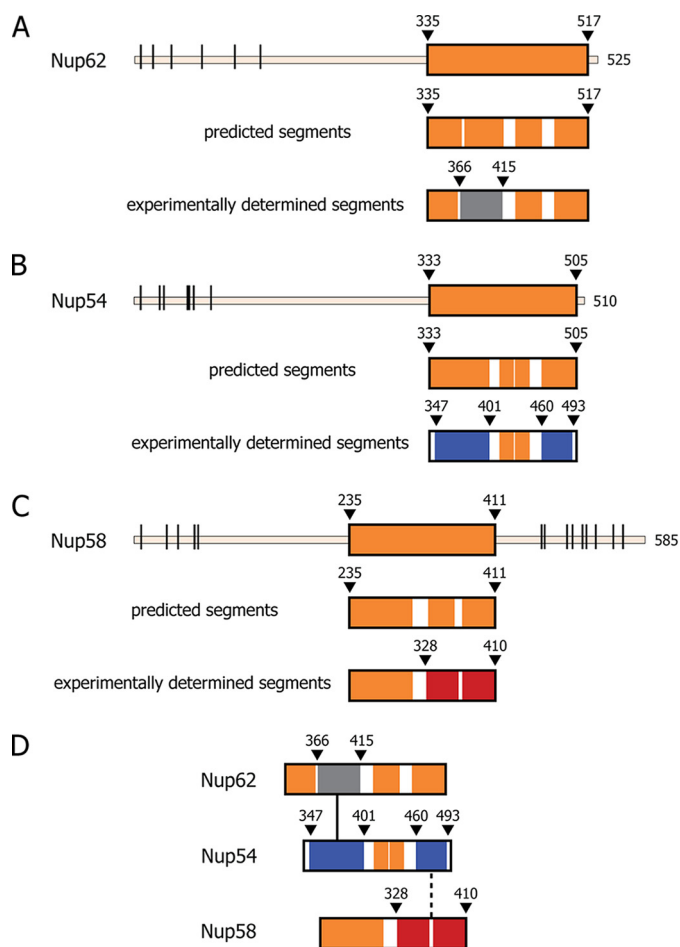 A
335 517
Nup62 525
335 517
predicted segments
366 415
experimentally determined segments
B
333 505
Nup54 510
333 505
predicted segments
347 401 460 493
experimentally determined segments
C
235 411
Nup58 585
235 411
predicted segments
328 410
experimentally determined segments
D
366 415
Nup62
347 401 460 493
Nup54
328 410
Nup58